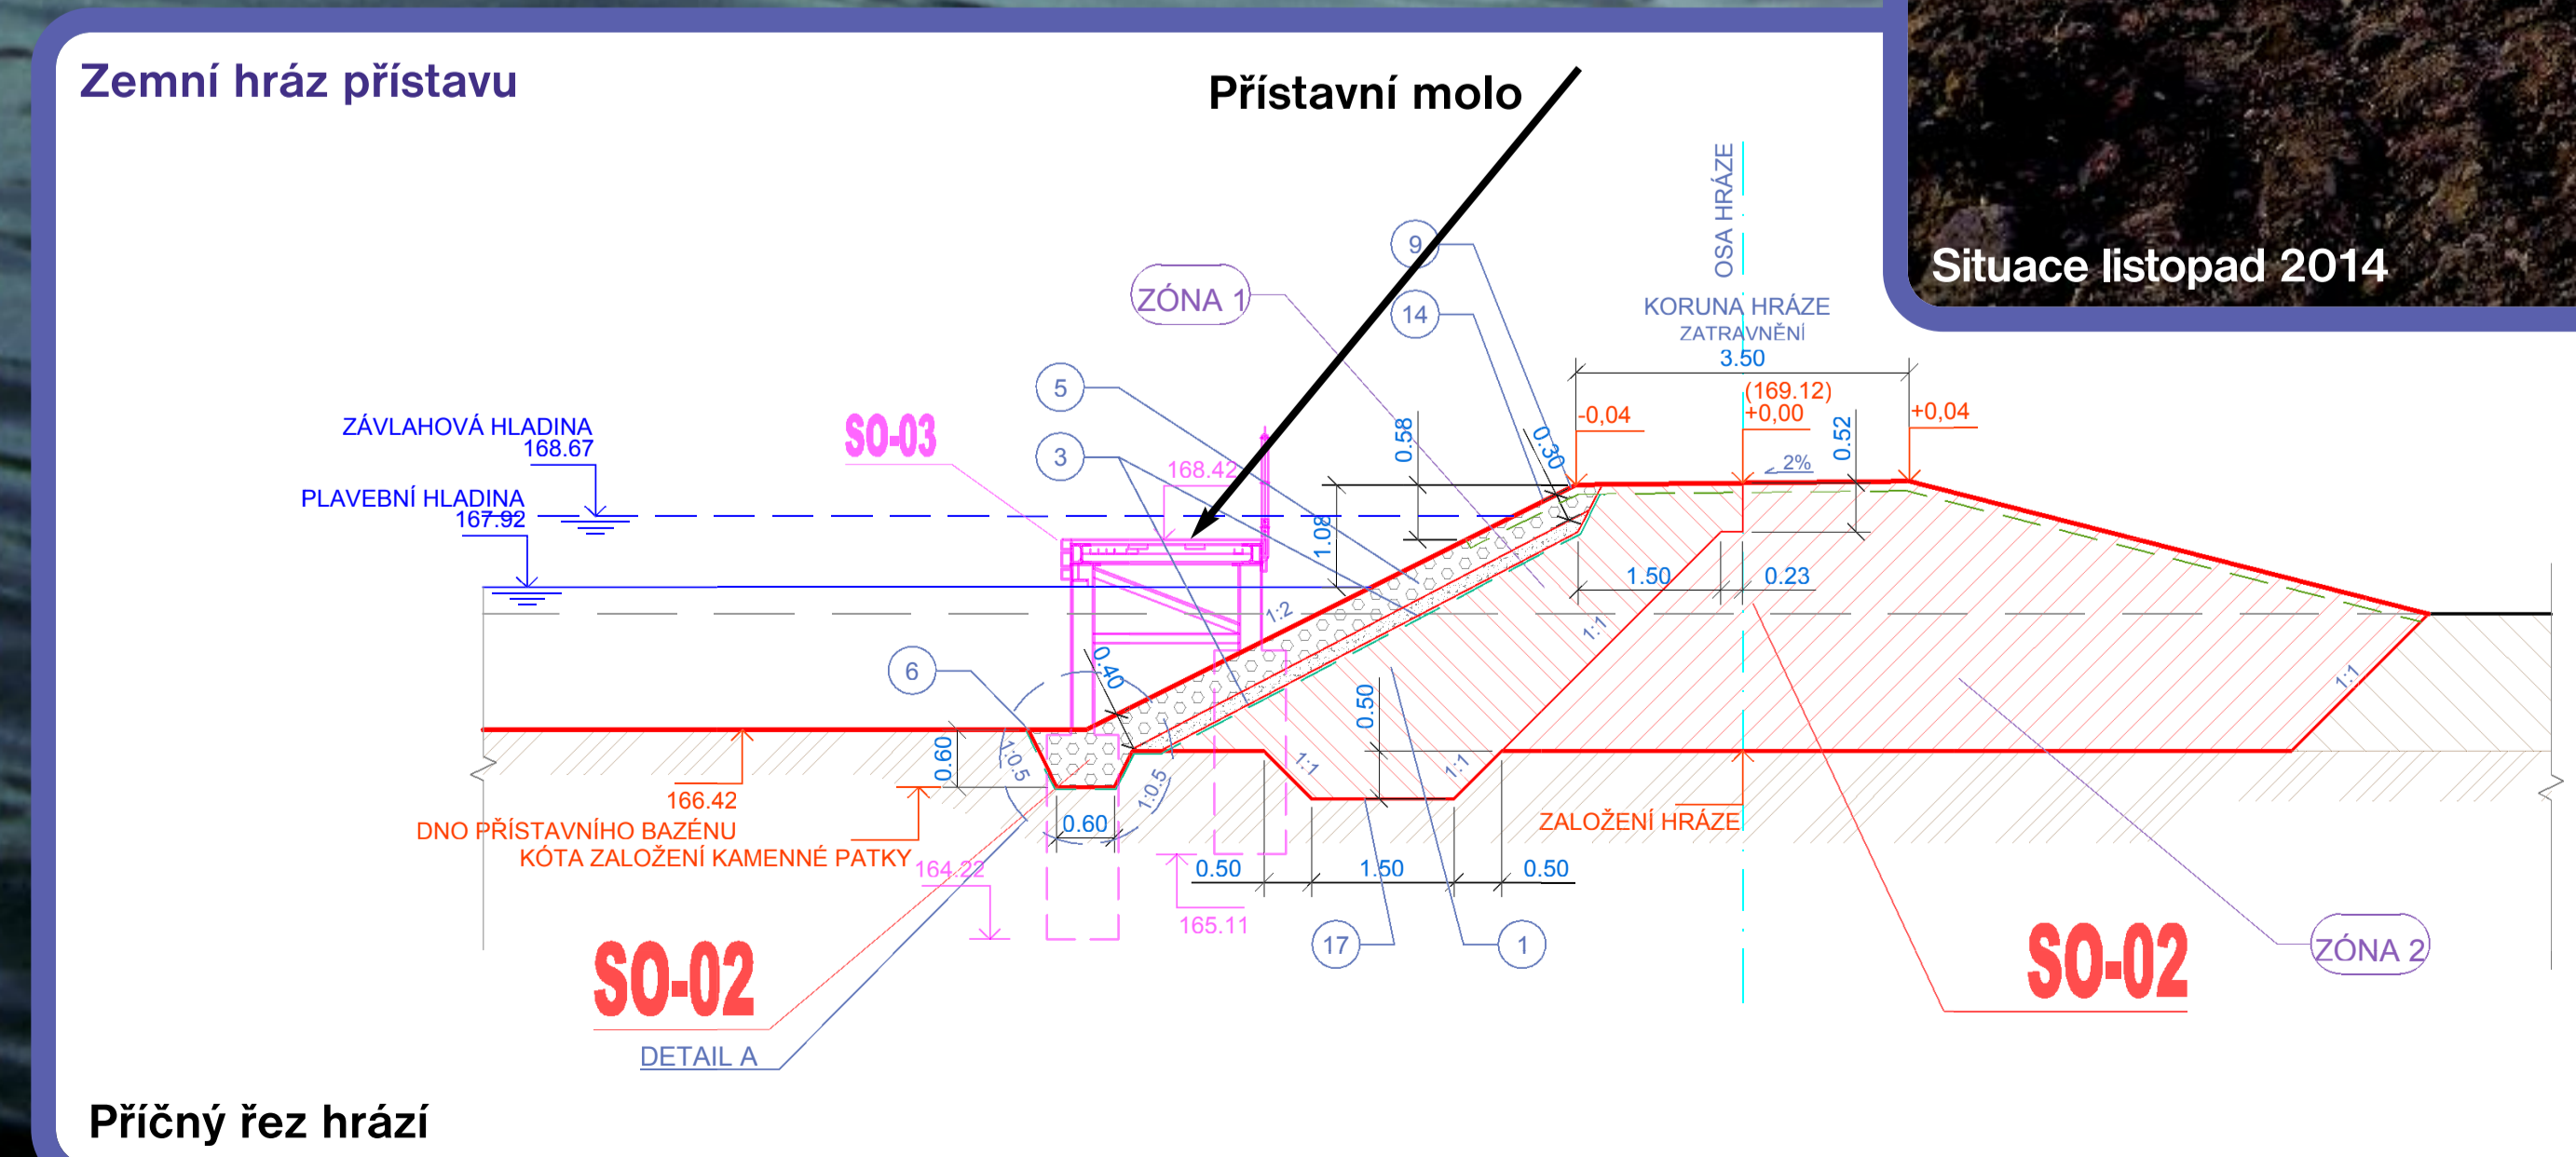 Zemní hráz přístavu
Přístavní molo
Situace listopad 2014
OSA HRÁZE
KORUNA HRÁZE
ZATRAVNĚNÍ
3.50
(169.12)
-0,04
+0,00
+0,04
0.52
2%
9
14
ZÓNA 1
5
3
0.58
0.30
ZÁVLAHOVÁ HLADINA
168.67
PLAVEBNÍ HLADINA
167.92
SO-03
168.42
1.08
1.50
0.23
1:2
1:1
1:1
6
0.40
0.50
0.60
1:0.5
1:0.5
1:1
1:1
166.42
DNO PŘÍSTAVNÍHO BAZÉNU
KÓTA ZALOŽENÍ KAMENNÉ PATKY
0.60
ZALOŽENÍ HRÁZE
164.22
165.11
0.50
1.50
0.50
17
1
SO-02
SO-02
ZÓNA 2
DETAIL A
Příčný řez hrází